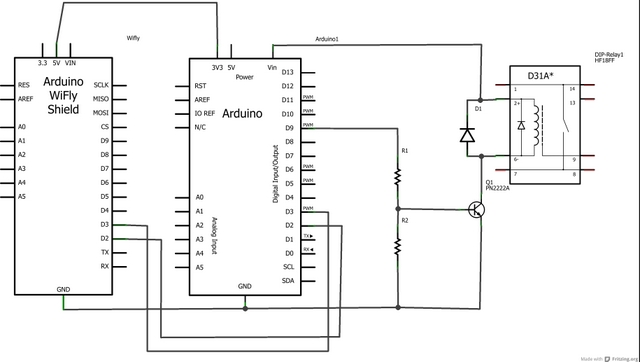 Wifly
Arduino1
DIP-Relay1
HF18FF
3.3 5V VIN
3V3 5V Vin
Power
D31A*
RES
AREF
A0
A1
A2
A3
A4
A5
Arduino
WiFly
Shield
SCLK
MISO
MOSI
CS
D9
D8
D7
D6
D5
D4
D3
D2
TX
RX
GND
RST
AREF
IO REF
N/C
Arduino
A0
A1
A2
A3
A4
A5
Analog Input
Digital Input/Output
D13
D12
D11 PWM
D10 PWM
D9 PWM
D8
D7
D6 PWM
D5 PWM
D4
D3 PWM
D2
D1 TX▶
D0 RX◀
SCL
SDA
GND
R1
R2
D1
Q1
PN2222A
1 14
2+ 13
6- 9
7 8
Made with Fritzing.org